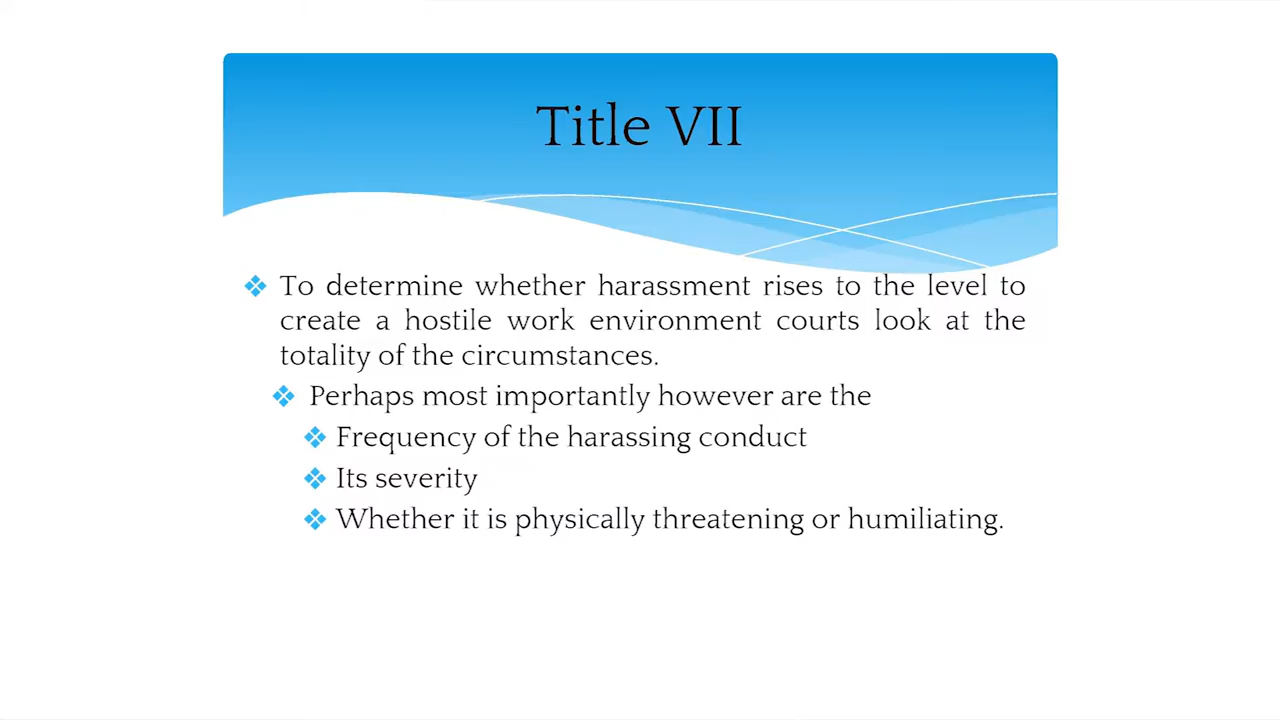 Title VII
To determine whether harassment rises to the level to
create a hostile work environment courts look at the
totality of the circumstances.
Perhaps most importantly however are the
Frequency of the harassing conduct
Its severity
Whether it is physically threatening or humiliating.